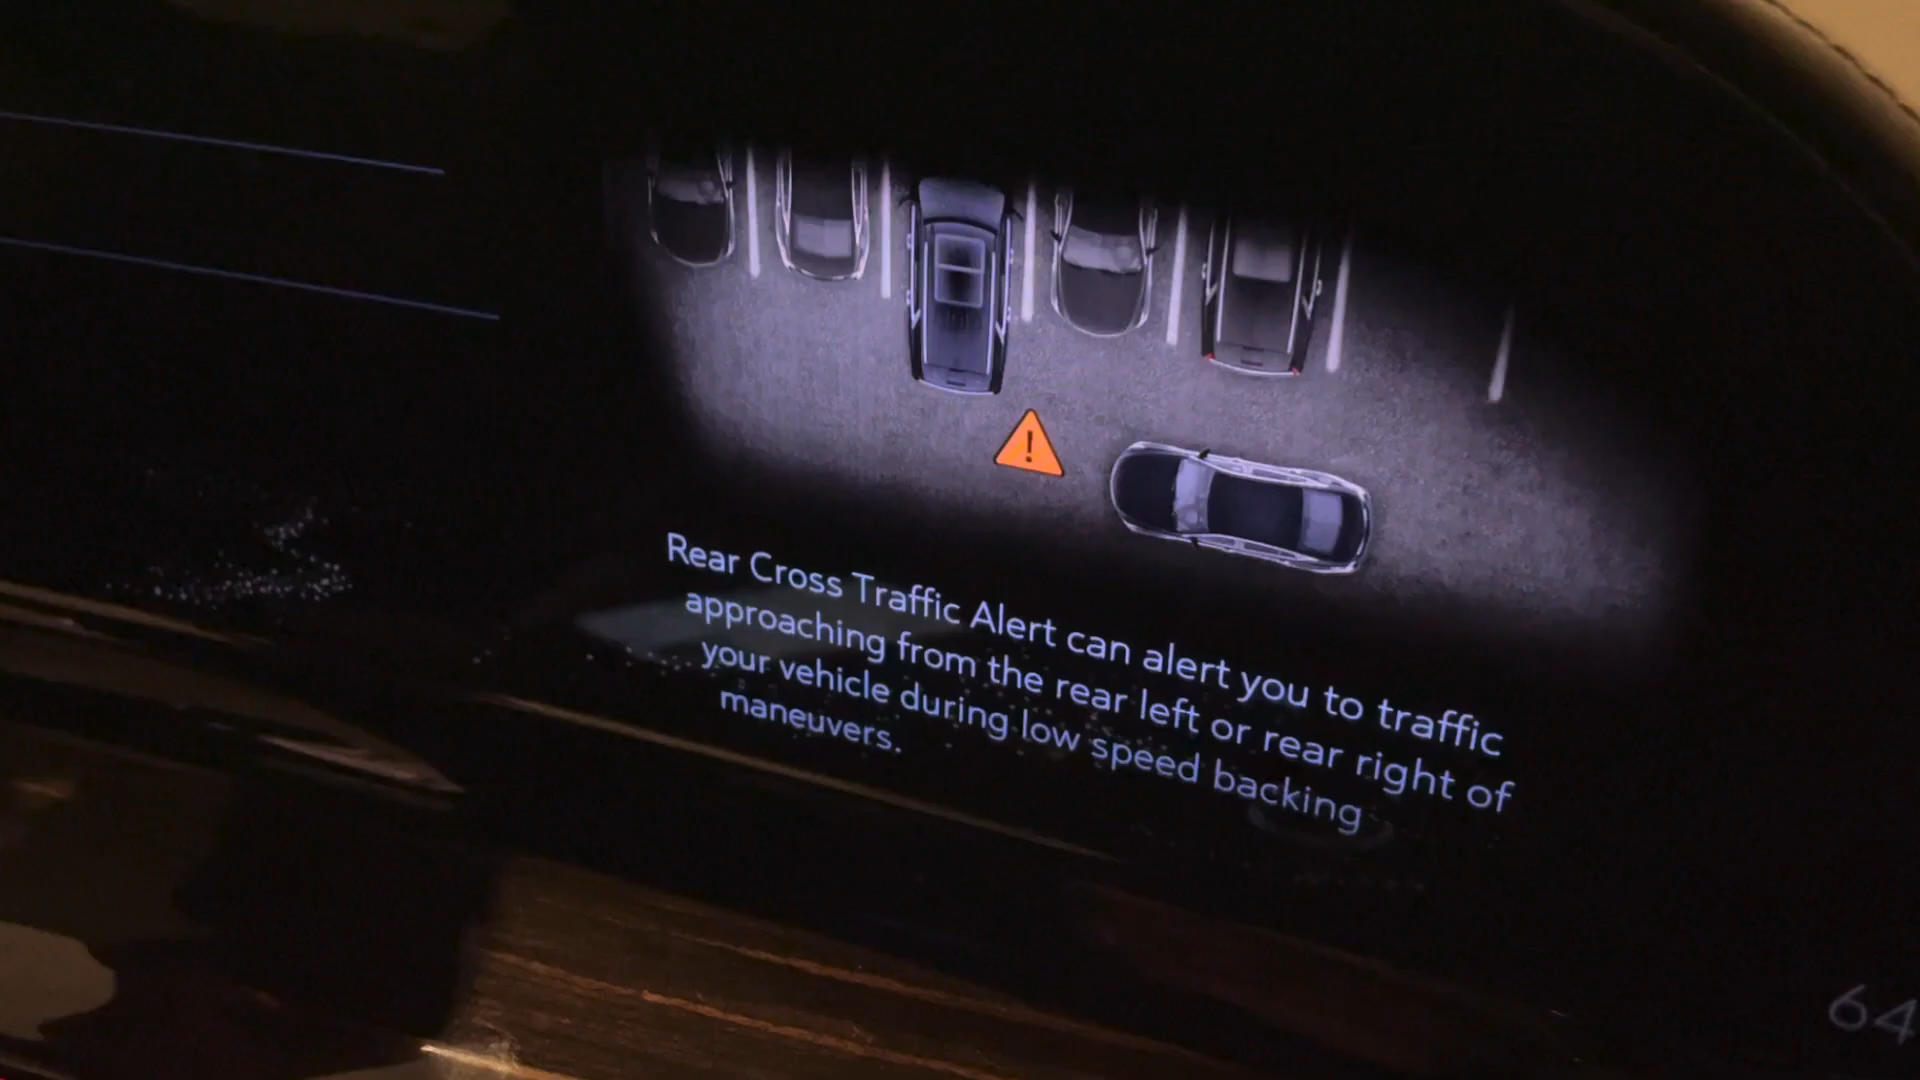 Rear Cross Traffic Alert can alert you to traffic
approaching from the rear left or rear right of
your vehicle during low speed backing
maneuvers.
64